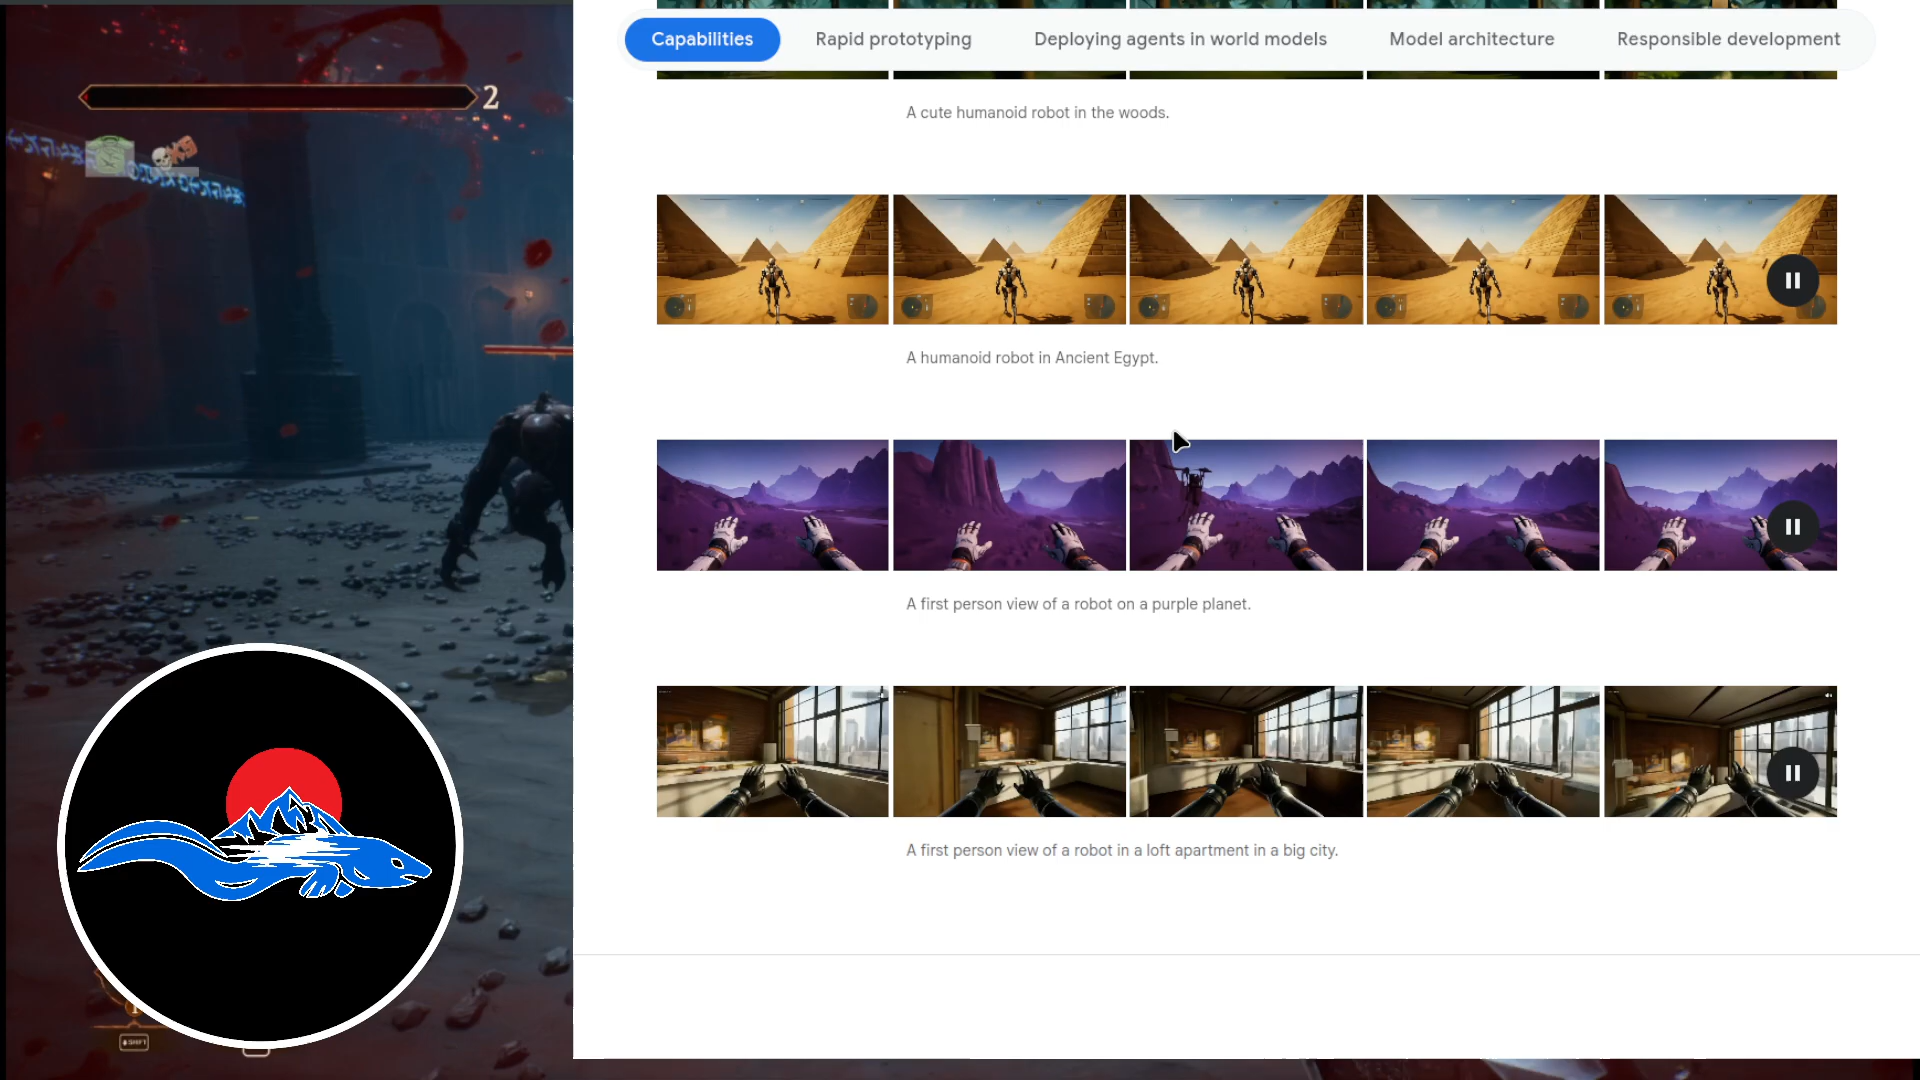 Capabilities
Rapid prototyping
Deploying agents in world models
Model architecture
Responsible development
2
A cute humanoid robot in the woods.
A humanoid robot in Ancient Egypt.
A first person view of a robot on a purple planet.
A first person view of a robot in a loft apartment in a big city.
SHIFT